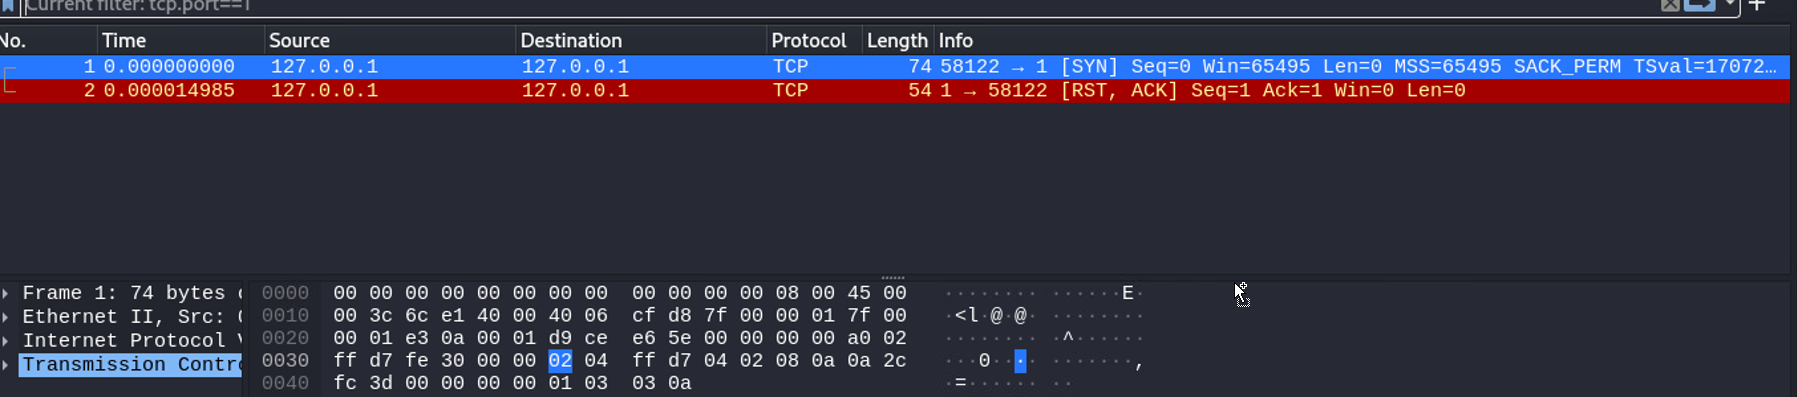 Current filter: tcp.port==1
No. Time Source Destination Protocol Length Info
1 0.000000000 127.0.0.1 127.0.0.1 TCP 74 58122 → 1 [SYN] Seq=0 Win=65495 Len=0 MSS=65495 SACK_PERM TSval=17072…
2 0.000014985 127.0.0.1 127.0.0.1 TCP 54 1 → 58122 [RST, ACK] Seq=1 Ack=1 Win=0 Len=0
Frame 1: 74 bytes
Ethernet II, Src:
Internet Protocol
Transmission Contro
0000 00 00 00 00 00 00 00 00 00 00 00 00 08 00 45 00 ········ ······E·
0010 00 3c 6c e1 40 00 40 06 cf d8 7f 00 00 01 7f 00 ·<l·@·@· ········
0020 00 01 e3 0a 00 01 d9 ce e6 5e 00 00 00 00 a0 02 ········ ·^······
0030 ff d7 fe 30 00 00 02 04 ff d7 04 02 08 0a 0a 2c ···0···· ·······,
0040 fc 3d 00 00 00 00 01 03 03 0a ·=······ ··